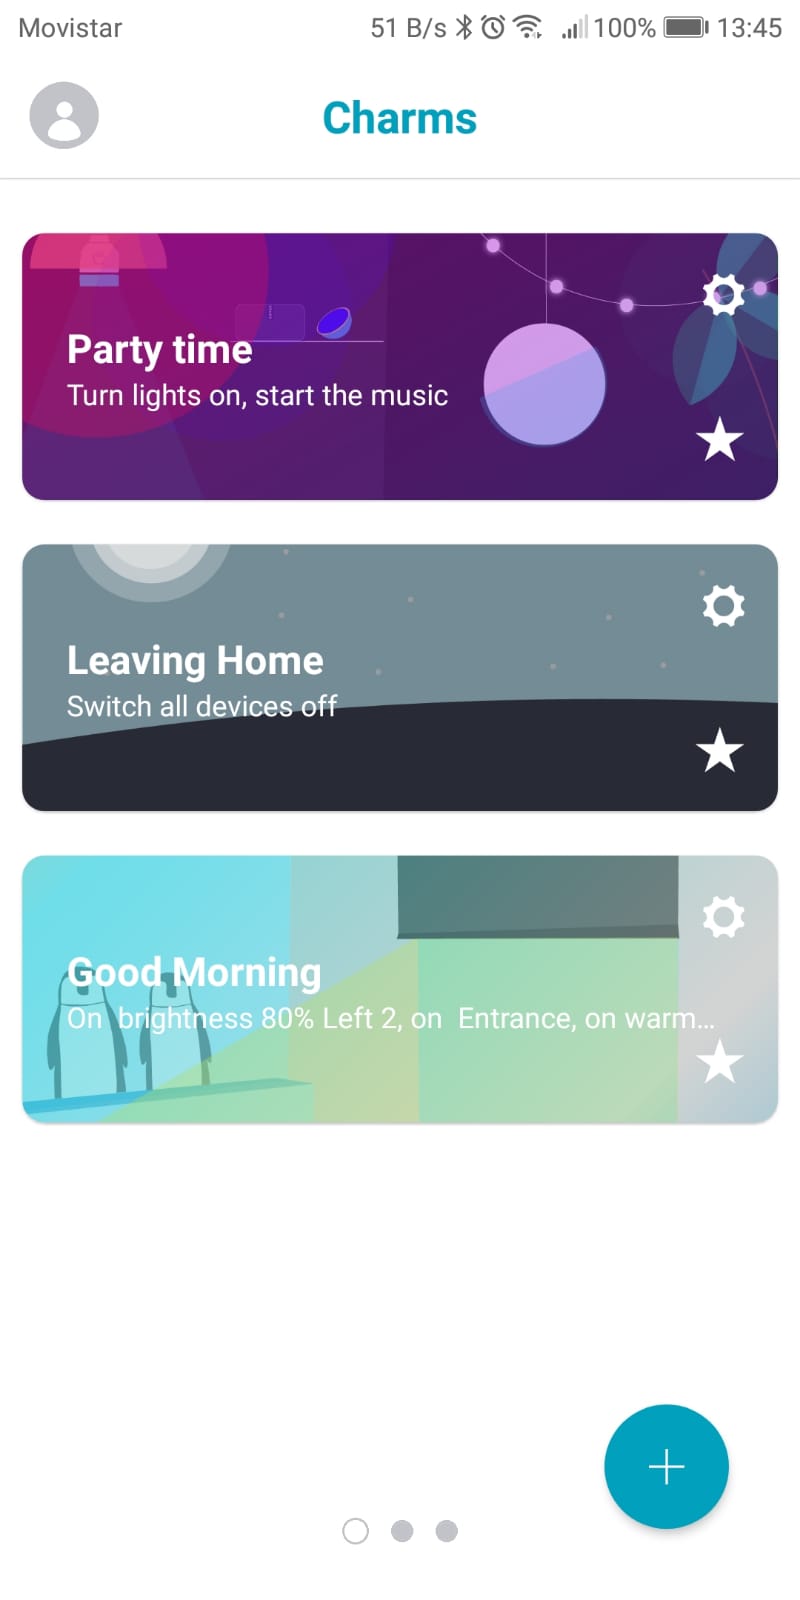 Movistar 51 B/s 100% 13:45
Charms
Party time
Turn lights on, start the music
Leaving Home
Switch all devices off
Good Morning
On  brightness 80% Left 2, on  Entrance, on warm...